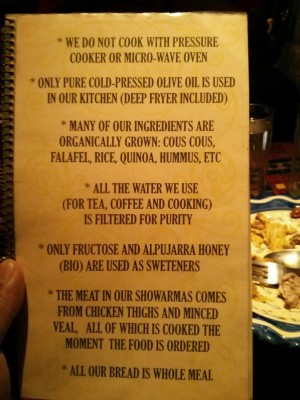 * WE DO NOT COOK WITH PRESSURE
COOKER OR MICRO-WAVE OVEN
* ONLY PURE COLD-PRESSED OLIVE OIL IS USED
IN OUR KITCHEN (DEEP FRYER INCLUDED)
* MANY OF OUR INGREDIENTS ARE
ORGANICALLY GROWN: COUS COUS,
FALAFEL, RICE, QUINOA, HUMMUS, ETC
* ALL THE WATER WE USE
(FOR TEA, COFFEE AND COOKING)
IS FILTERED FOR PURITY
* ONLY FRUCTOSE AND ALPUJARRA HONEY
(BIO) ARE USED AS SWETENERS
* THE MEAT IN OUR SHOWARMAS COMES
FROM CHICKEN THIGHS AND MINCED
VEAL, ALL OF WHICH IS COOKED THE
MOMENT THE FOOD IS ORDERED
* ALL OUR BREAD IS WHOLE MEAL